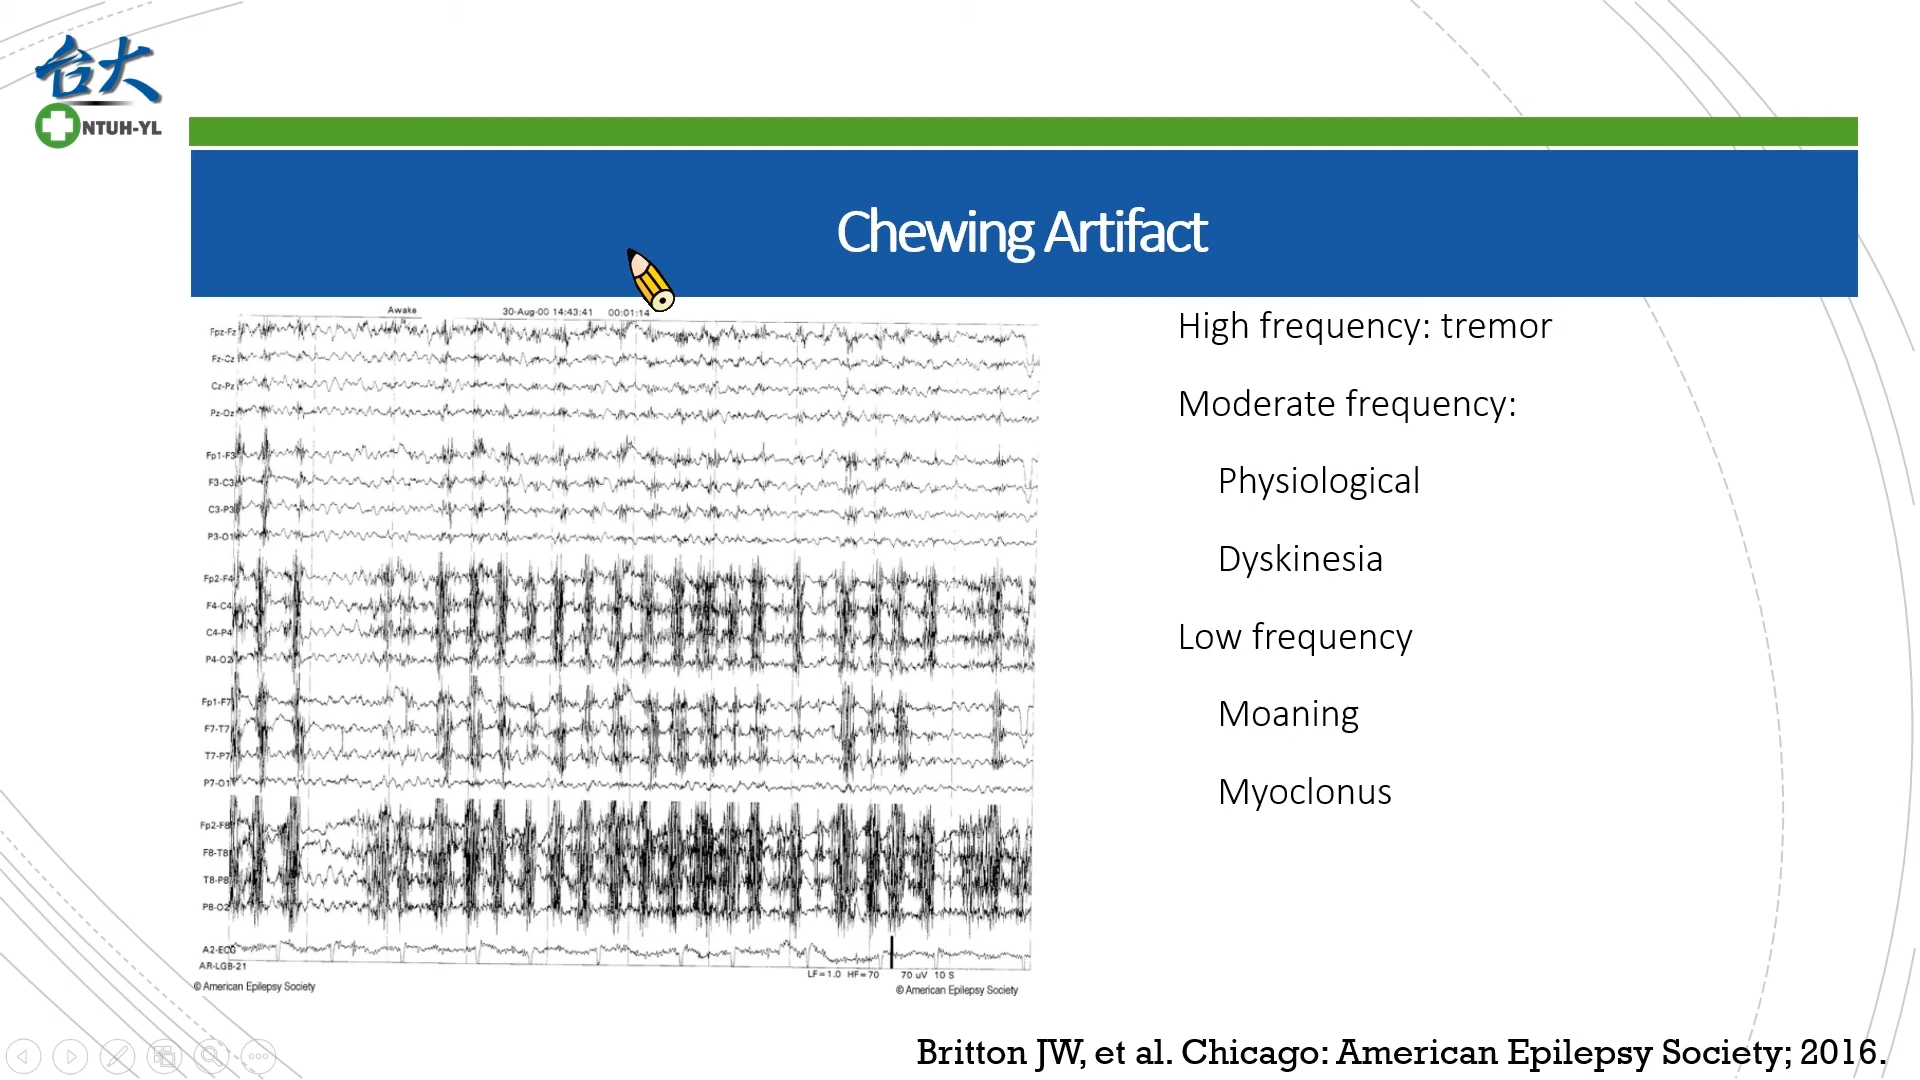 台大
NTUH-YL
Chewing Artifact
Awake 30-Aug-00 14:43:41 00:01:14
Fpz-Fz
Fz-Cz
Cz-Pz
Pz-Oz
Fp1-F3
F3-C3
C3-P3
P3-O1
Fp2-F4
F4-C4
C4-P4
P4-O2
Fp1-F7
F7-T7
T7-P7
P7-O1
Fp2-F8
F8-T8
T8-P8
P8-O2
A2-ECG
AR-LGB-21
LF=1.0 HF=70 70 uV 10 S
© American Epilepsy Society
© American Epilepsy Society
High frequency: tremor
Moderate frequency:
Physiological
Dyskinesia
Low frequency
Moaning
Myoclonus
Britton JW, et al. Chicago: American Epilepsy Society; 2016.